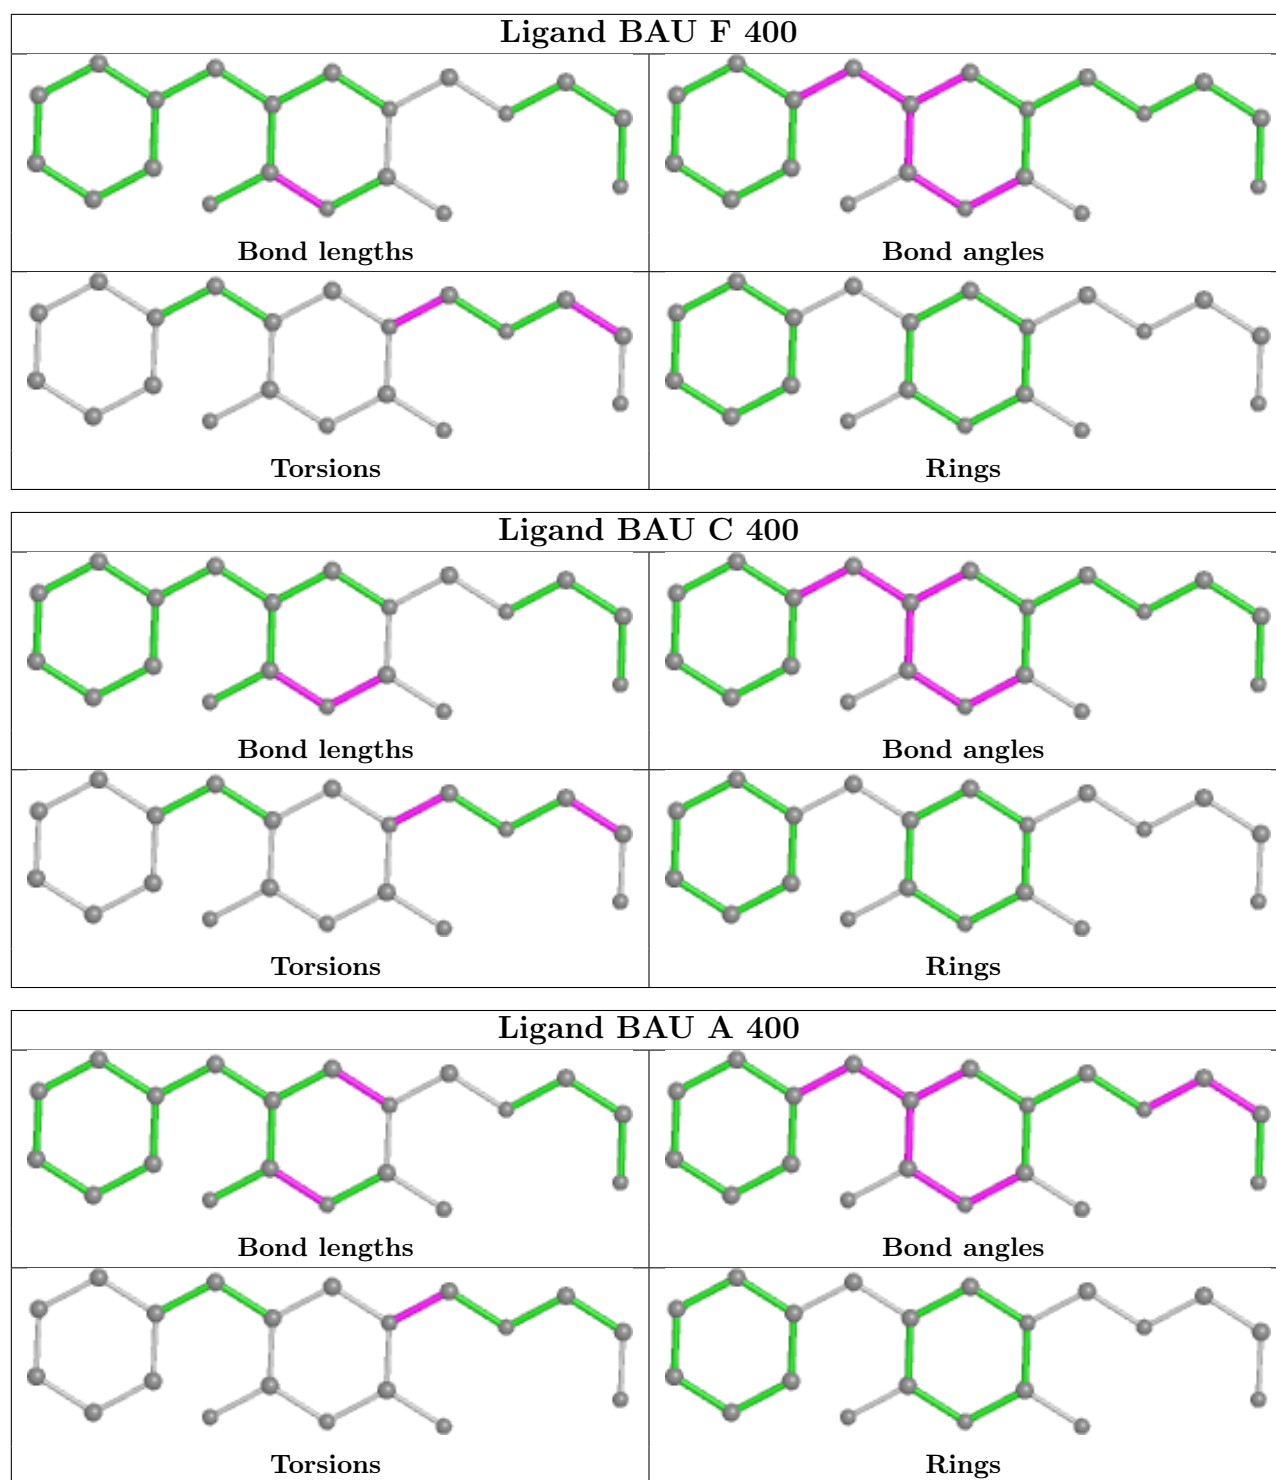 Ligand BAU F 400
Bond lengths
Bond angles
Torsions
Rings
Ligand BAU C 400
Bond lengths
Bond angles
Torsions
Rings
Ligand BAU A 400
Bond lengths
Bond angles
Torsions
Rings